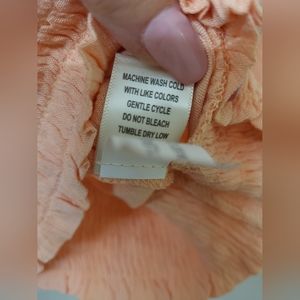 MACHINE WASH COLD
WITH LIKE COLORS
GENTLE CYCLE
DO NOT BLEACH
TUMBLE DRY LOW